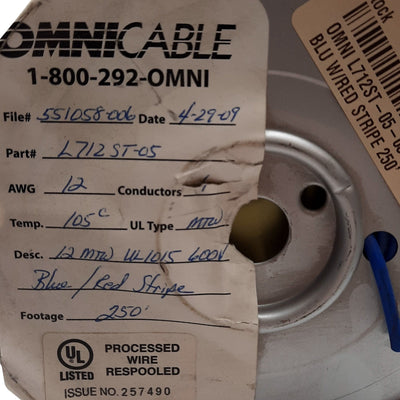 OMNICABLE
1-800-292-OMNI
File# 551058-006 Date 4-29-09
Part# L712ST-05
AWG 12 Conductors 1
Temp. 105c UL Type MTW
Desc. 12 MTW UL1015 600V
Blue/Red Stripe
Footage 250'
UL
LISTED
PROCESSED
WIRE
RESPOOLED
ISSUE NO. 257490
OMNI L712ST-05-0
BLU W/RED STRIPE 250'